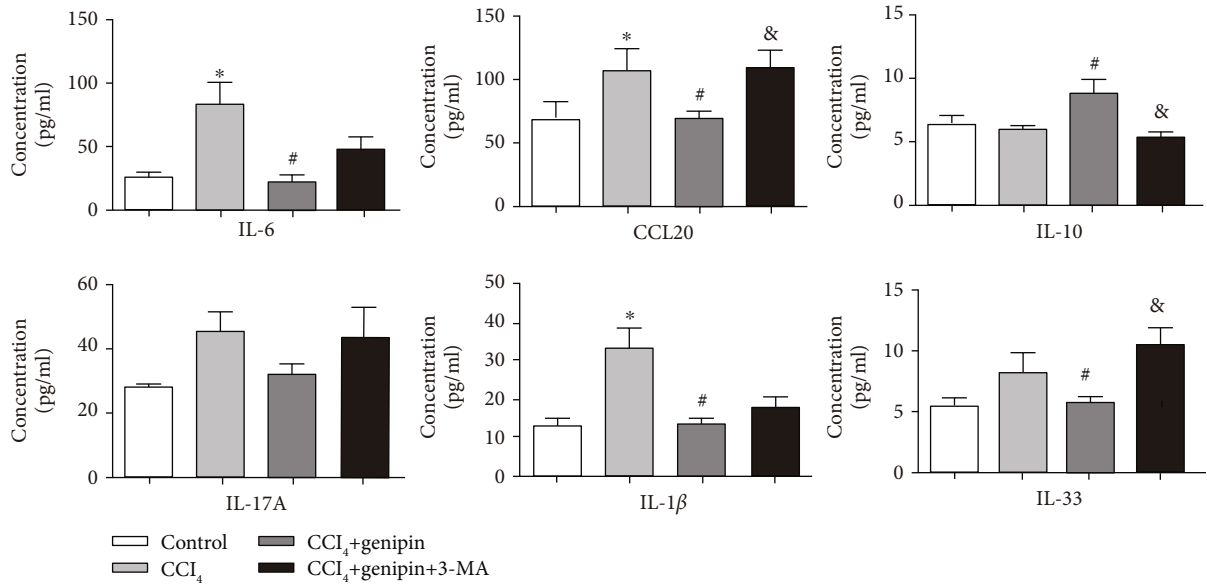 Concentration
(pg/ml)
150
100
50
0
*
#
IL-6
Concentration
(pg/ml)
150
100
50
0
*
#
&
CCL20
Concentration
(pg/ml)
15
10
5
0
#
&
IL-10
Concentration
(pg/ml)
60
40
20
0
IL-17A
Concentration
(pg/ml)
50
40
30
20
10
0
*
#
IL-1β
Concentration
(pg/ml)
15
10
5
0
#
&
IL-33
Control
CCI₄
CCI₄+genipin
CCI₄+genipin+3-MA